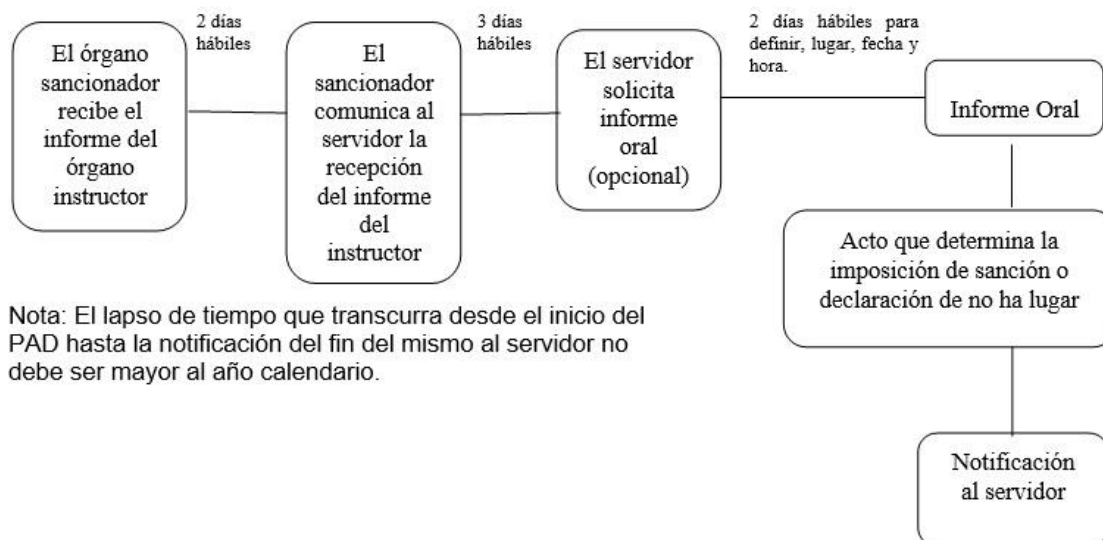 El órgano
sancionador
recibe el
informe del
órgano
instructor
2 días
hábiles
El
sancionador
comunica al
servidor la
recepción
del informe
del
instructor
3 días
hábiles
El servidor
solicita
informe
oral
(opcional)
2 días hábiles para
definir, lugar, fecha y
hora.
Informe Oral
Acto que determina la
imposición de sanción o
declaración de no ha lugar
Notificación
al servidor
Nota: El lapso de tiempo que transcurra desde el inicio del
PAD hasta la notificación del fin del mismo al servidor no
debe ser mayor al año calendario.